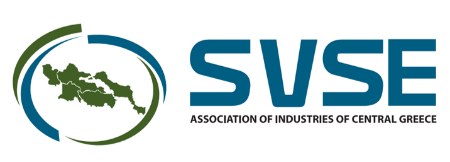 SVSE
ASSOCIATION OF INDUSTRIES OF CENTRAL GREECE